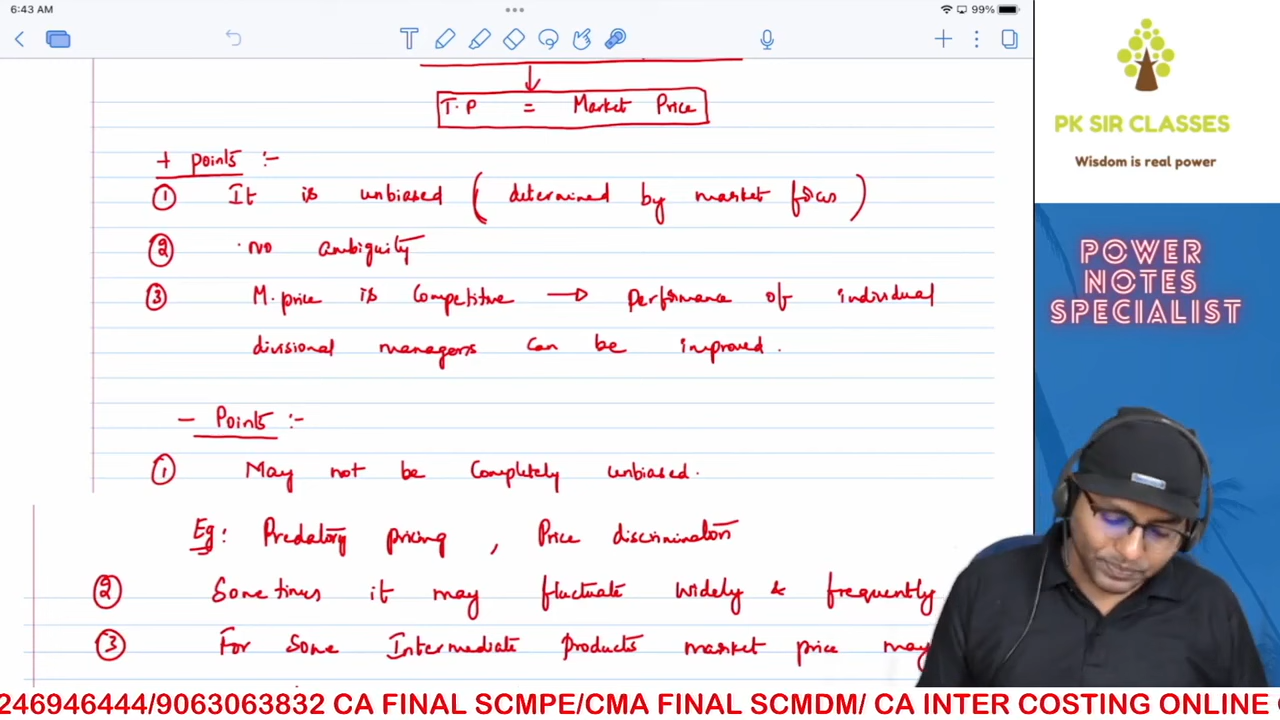 6:43 AM
99%
T.P = Market Price
+ points :-
① It is unbiased ( determined by market focus )
② no ambiguity
③ M.price is Competitive → Performance of individual
divisional managers can be improved.
- Points :-
① May not be Completely unbiased.
Eg: Predatory pricing , Price discrimination
② Sometimes it may fluctuate widely & frequently
③ For Some Intermediate Products market price may
PK SIR CLASSES
Wisdom is real power
POWER
NOTES
SPECIALIST
246946444/9063063832 CA FINAL SCMPE/CMA FINAL SCMDM/ CA INTER COSTING ONLINE